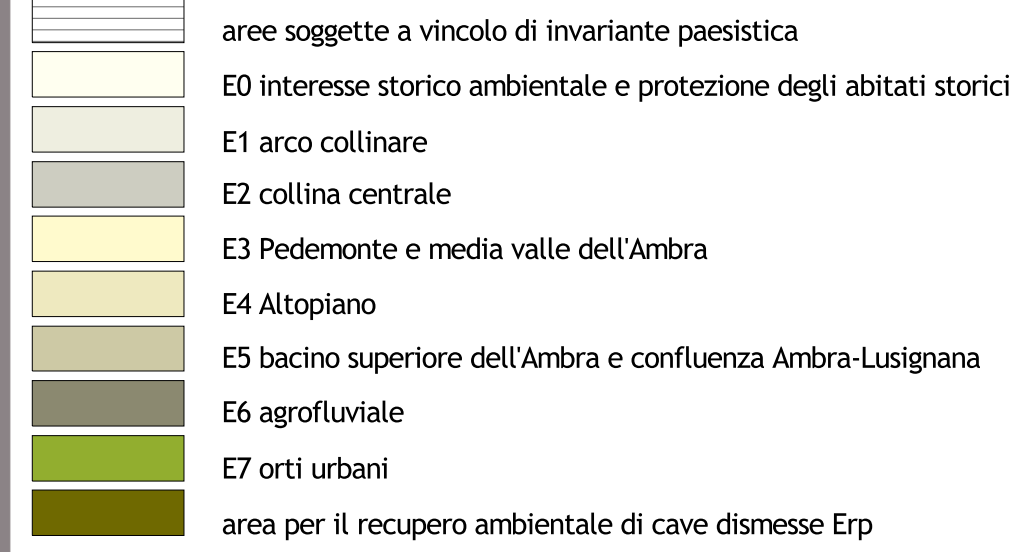 aree soggette a vincolo di invariante paesistica
E0 interesse storico ambientale e protezione degli abitati storici
E1 arco collinare
E2 collina centrale
E3 Pedemonte e media valle dell'Ambra
E4 Altopiano
E5 bacino superiore dell'Ambra e confluenza Ambra-Lusignana
E6 agrofluviale
E7 orti urbani
area per il recupero ambientale di cave dismesse Erp